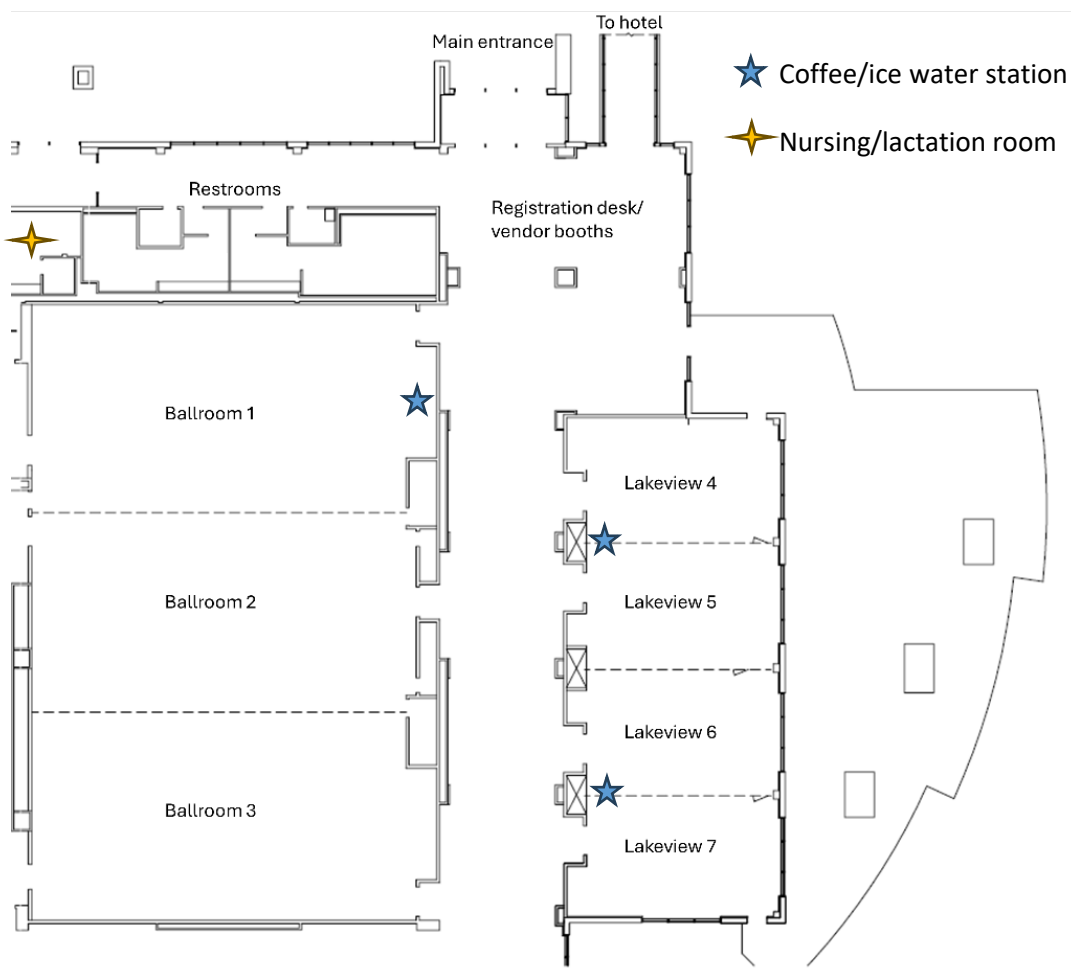 To hotel
Main entrance
Coffee/ice water station
Nursing/lactation room
Restrooms
Registration desk/
vendor booths
Ballroom 1
Lakeview 4
Ballroom 2
Lakeview 5
Lakeview 6
Ballroom 3
Lakeview 7